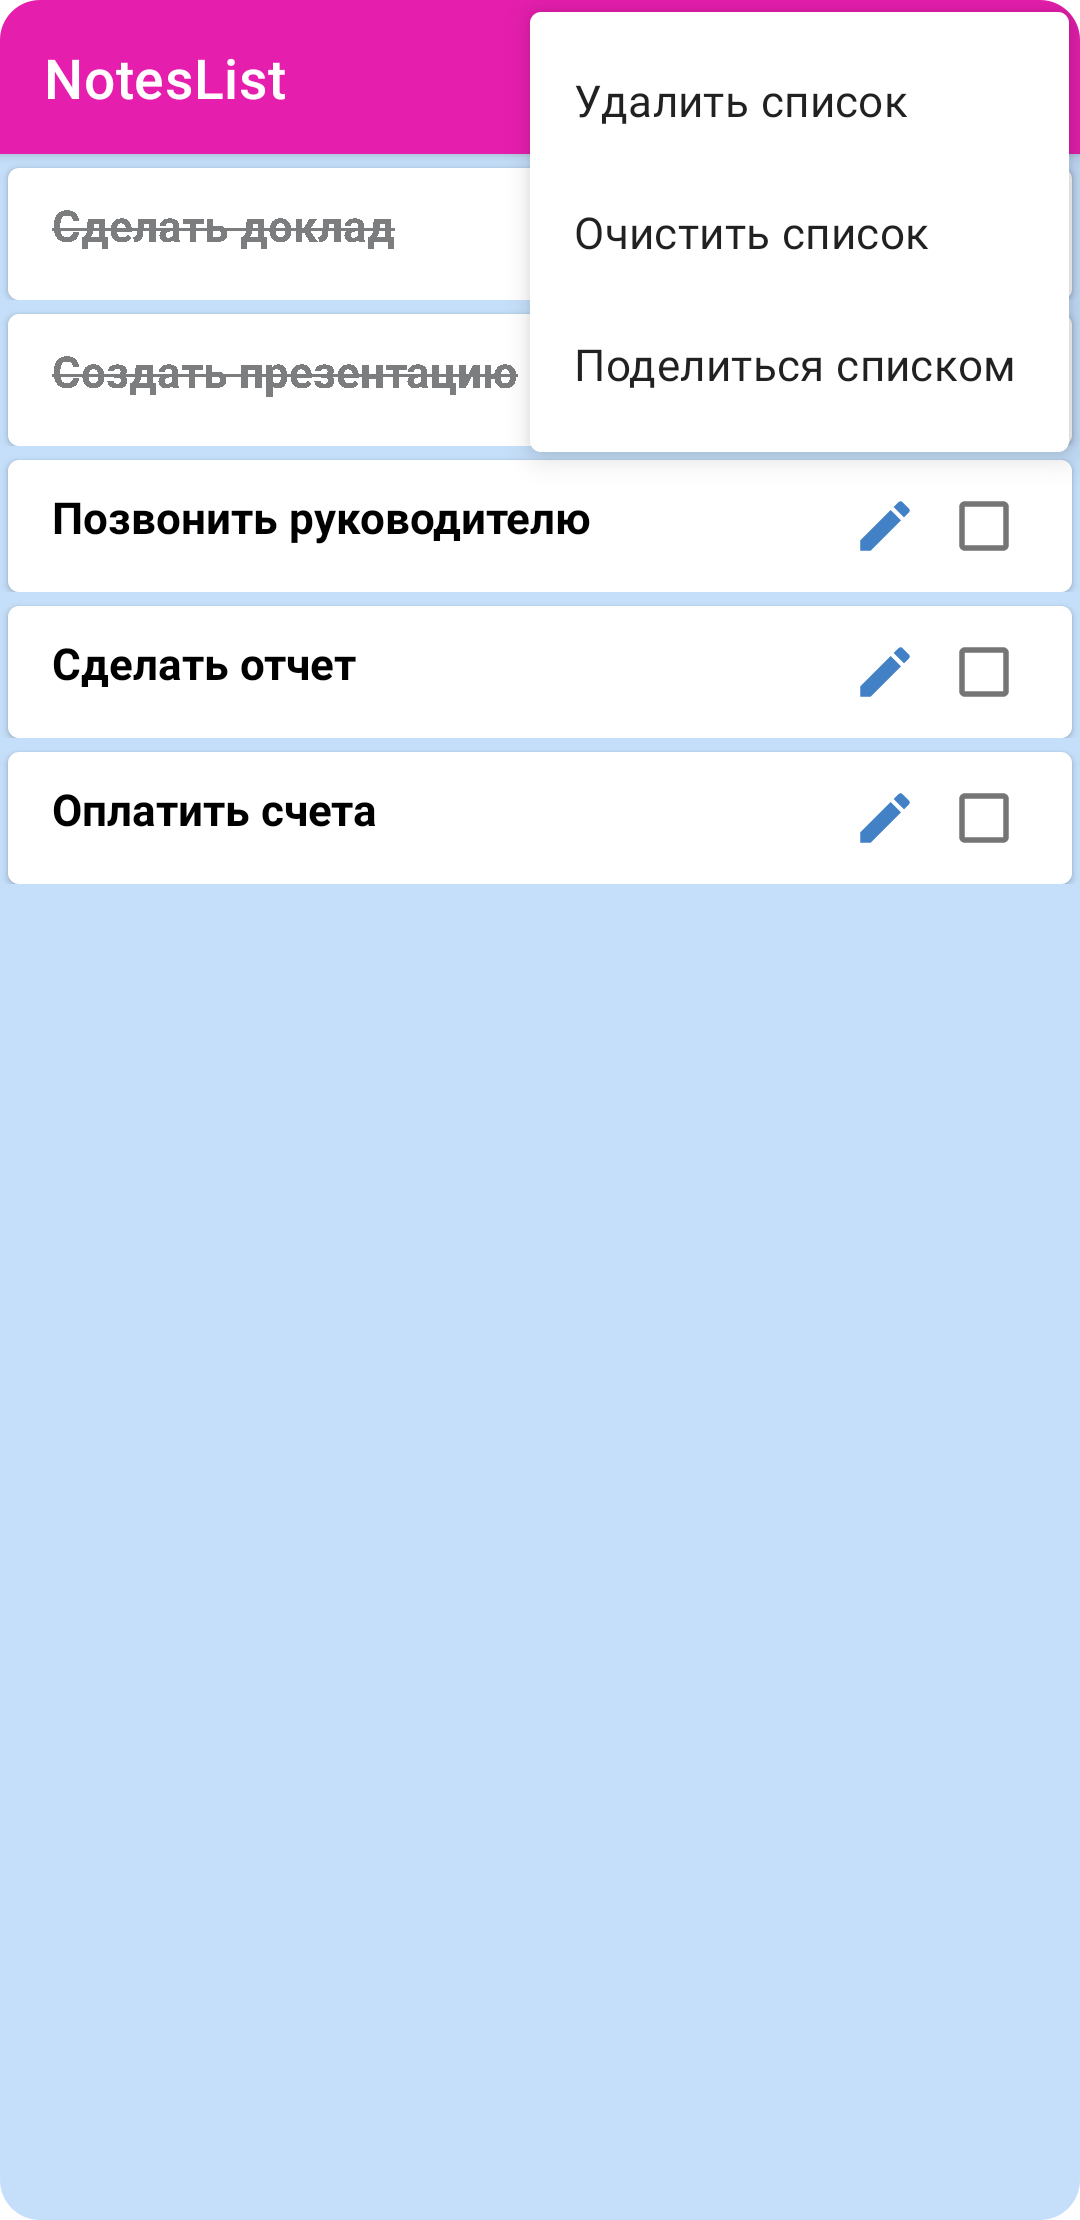 NotesList
Удалить список
Очистить список
Поделиться списком
Сделать доклад
Создать презентацию
Позвонить руководителю
Сделать отчет
Оплатить счета